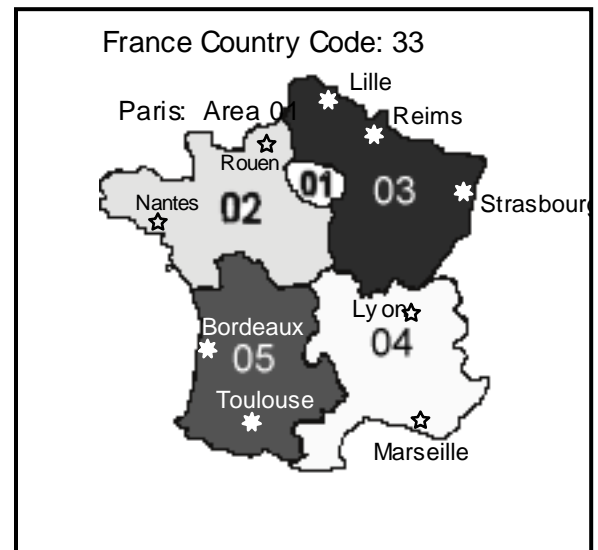 France Country Code: 33
Lille
Paris: Area 01
Reims
Rouen
01
03
Nantes
02
Strasbourg
Lyon
Bordeaux
04
05
Toulouse
Marseille